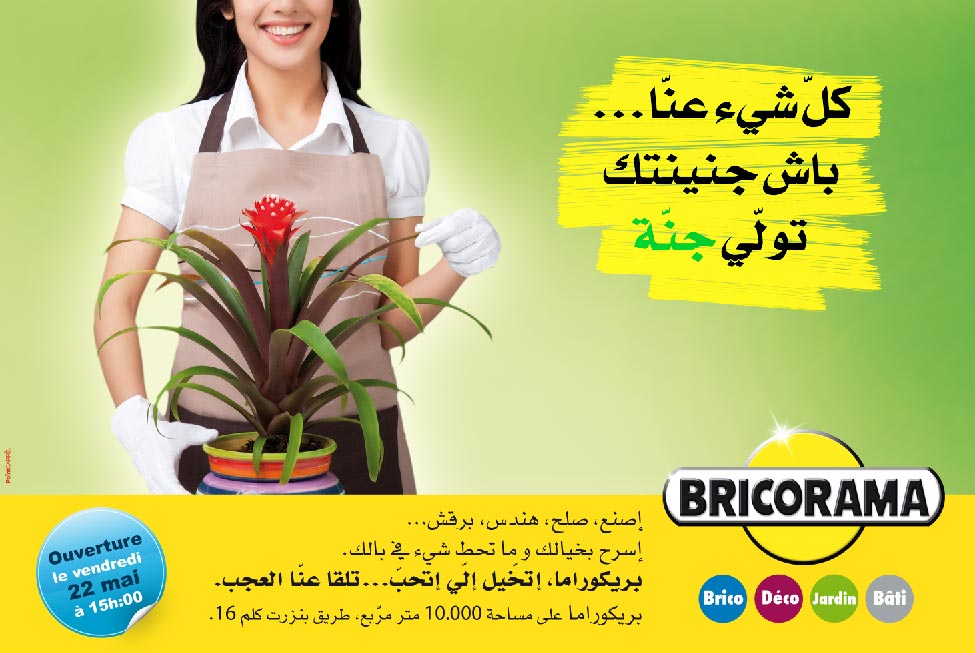 كلّ شيء عنّا...
باش جنينتك
تولّي جنّة
BRICORAMA
Brico Déco Jardin Bâti
Ouverture
le vendredi
22 mai
à 15h:00
إصنع، صلح، هندس، برقش...
إسرح بخيالك و ما تحط شيء في بالك.
بريكوراما، إتخّيل إلّي إتحبّ...تلقا عنّا العجب.
بريكوراما على مساحة 10.000 متر مرّبع، طريق بنزرت كلم 16.
PointCAFFÈ.